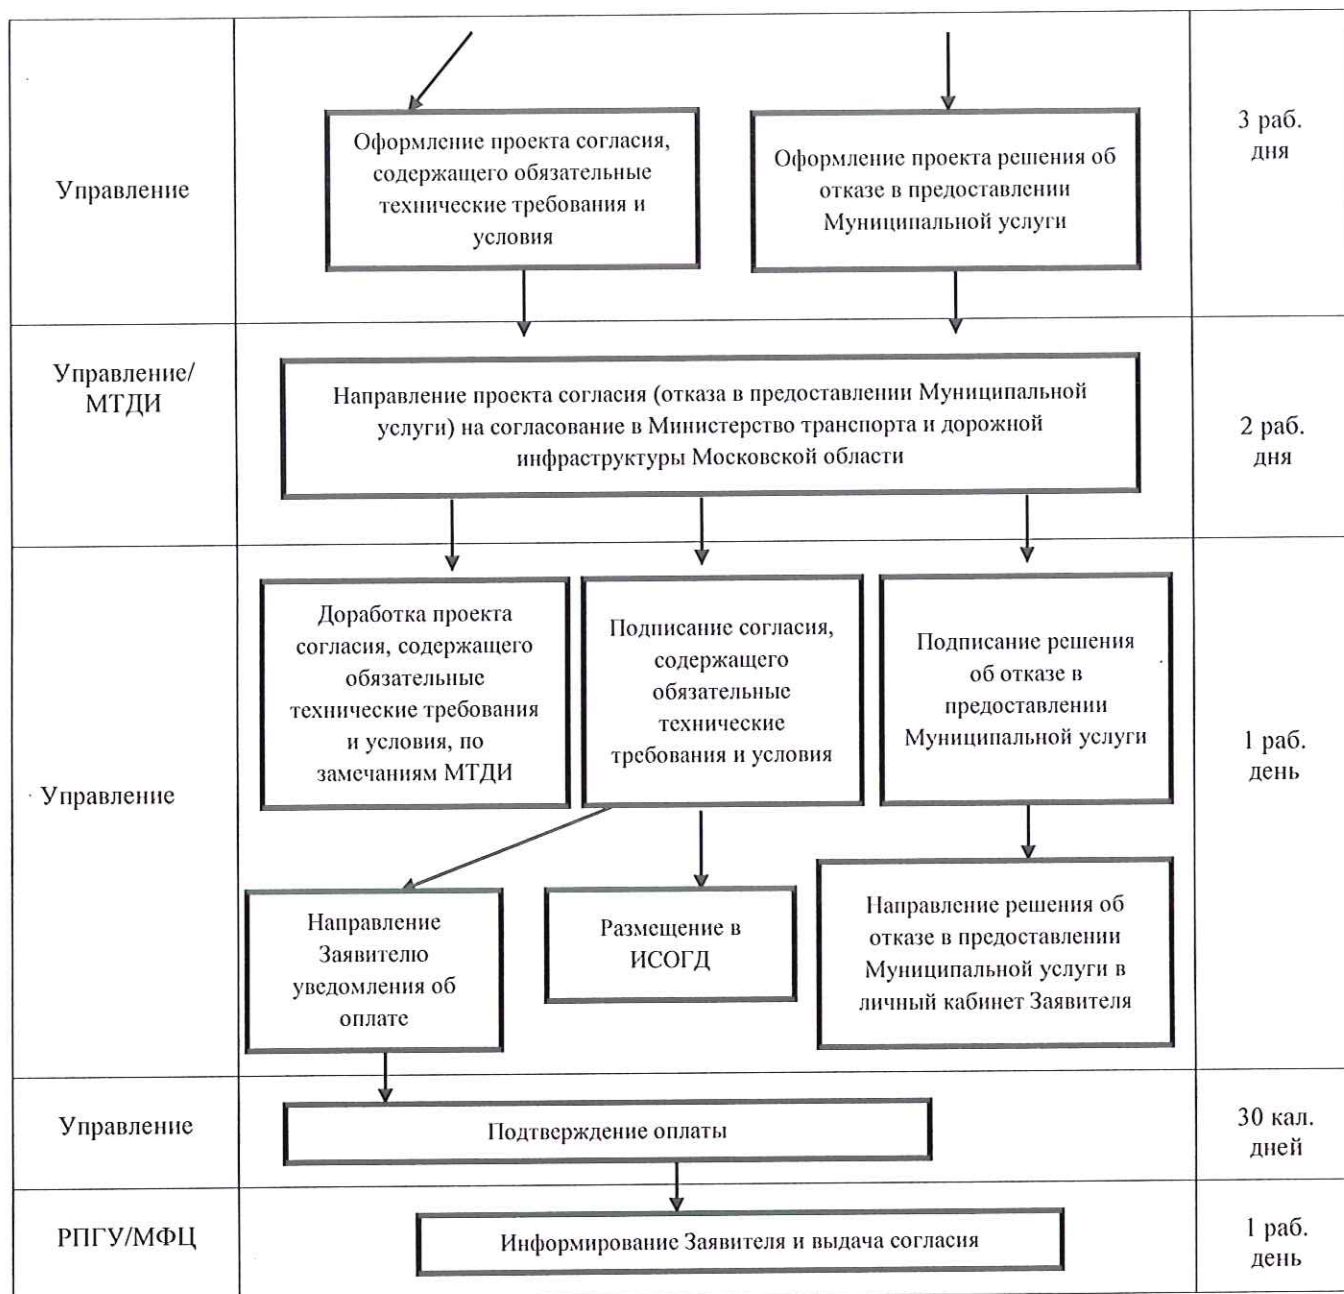 Управление
Оформление проекта согласия,
содержащего обязательные
технические требования и
условия
Оформление проекта решения об
отказе в предоставлении
Муниципальной услуги
3 раб.
дня
Управление/
МТДИ
Направление проекта согласия (отказа в предоставлении Муниципальной
услуги) на согласование в Министерство транспорта и дорожной
инфраструктуры Московской области
2 раб.
дня
Управление
Доработка проекта
согласия, содержащего
обязательные
технические требования
и условия, по
замечаниям МТДИ
Подписание согласия,
содержащего
обязательные
технические
требования и условия
Подписание решения
об отказе в
предоставлении
Муниципальной услуги
1 раб.
день
Направление
Заявителю
уведомления об
оплате
Размещение в
ИСОГД
Направление решения об
отказе в предоставлении
Муниципальной услуги в
личный кабинет Заявителя
Управление
Подтверждение оплаты
30 кал.
дней
РПГУ/МФЦ
Информирование Заявителя и выдача согласия
1 раб.
день